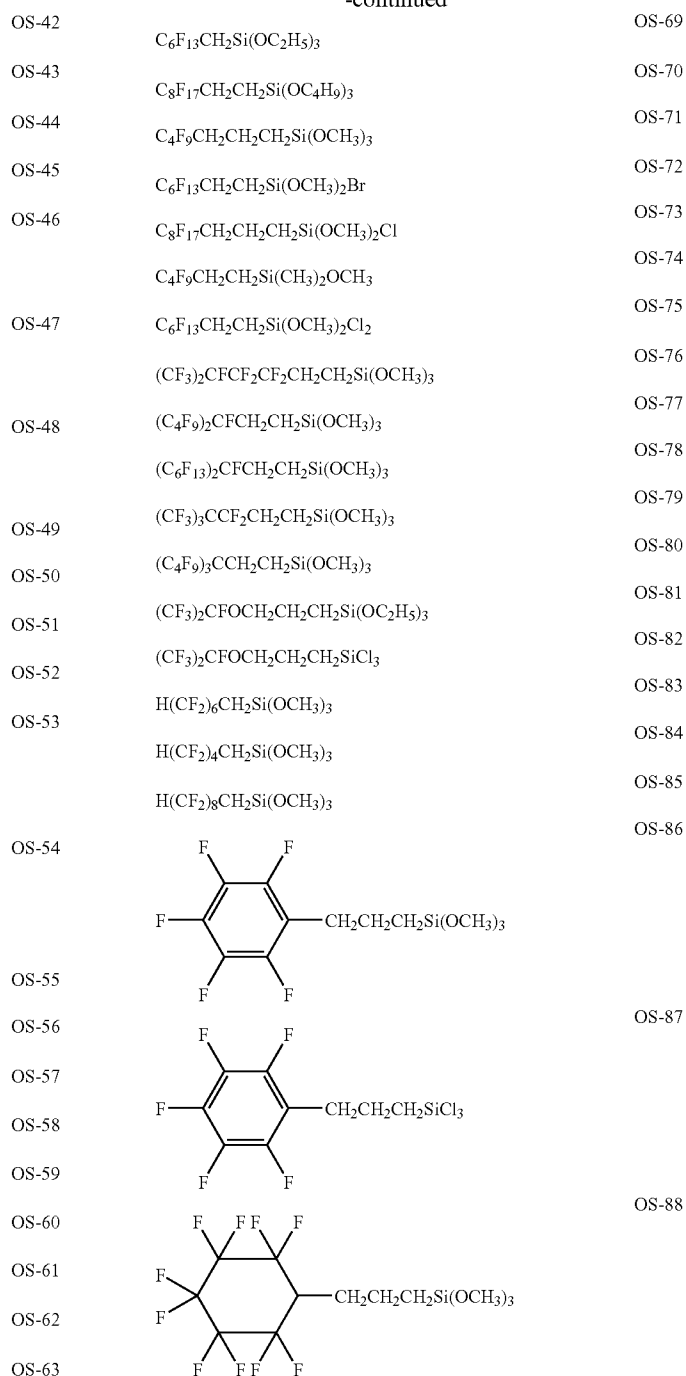 -continued
OS-42
OS-43
OS-44
OS-45
OS-46
OS-47
OS-48
OS-49
OS-50
OS-51
OS-52
OS-53
OS-54
OS-55
OS-56
OS-57
OS-58
OS-59
OS-60
OS-61
OS-62
OS-63
OS-69
C₆F₁₃CH₂Si(OC₂H₅)₃
OS-70
C₈F₁₇CH₂CH₂Si(OC₄H₉)₃
OS-71
C₄F₉CH₂CH₂CH₂Si(OCH₃)₃
OS-72
C₆F₁₃CH₂CH₂Si(OCH₃)₂Br
OS-73
C₈F₁₇CH₂CH₂CH₂Si(OCH₃)₂Cl
OS-74
C₄F₉CH₂CH₂Si(CH₃)₂OCH₃
OS-75
C₆F₁₃CH₂CH₂Si(OCH₃)₂Cl₂
OS-76
(CF₃)₂CFCF₂CF₂CH₂CH₂Si(OCH₃)₃
OS-77
(C₄F₉)₂CFCH₂CH₂Si(OCH₃)₃
OS-78
(C₆F₁₃)₂CFCH₂CH₂Si(OCH₃)₃
OS-79
(CF₃)₃CCF₂CH₂CH₂Si(OCH₃)₃
OS-80
(C₄F₉)₃CCH₂CH₂Si(OCH₃)₃
OS-81
(CF₃)₂CFOCH₂CH₂CH₂Si(OC₂H₅)₃
OS-82
(CF₃)₂CFOCH₂CH₂CH₂SiCl₃
OS-83
H(CF₂)₆CH₂Si(OCH₃)₃
OS-84
H(CF₂)₄CH₂Si(OCH₃)₃
OS-85
H(CF₂)₈CH₂Si(OCH₃)₃
OS-86
F F
F CH₂CH₂CH₂Si(OCH₃)₃
F F
OS-87
F F
F CH₂CH₂CH₂SiCl₃
F F
OS-88
F F F F
F
CH₂CH₂CH₂Si(OCH₃)₃
F
F F F F